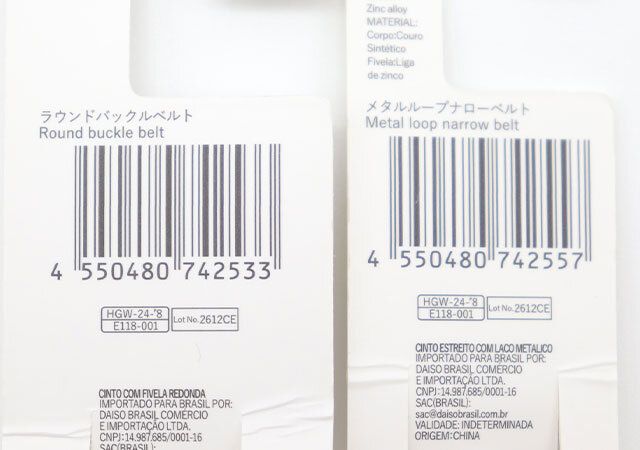 ラウンドバックルベルト
Round buckle belt
4 550480 742533
HGW-24-'8
E118-001
Lot No.2612CE
CINTO COM FIVELA REDONDA
IMPORTADO PARA BRASIL POR:
DAISO BRASIL COMÉRCIO
E IMPORTAÇÃO LTDA.
CNPJ:14.987.685/0001-16
SAC(BRASIL):
Zinc alloy
MATERIAL:
Corpo:Couro
Sintético
Fivela:Liga
de zinco
メタルループナローベルト
Metal loop narrow belt
4 550480 742557
HGW-24-'8
E118-001
Lot No.2612CE
CINTO ESTREITO COM LACO METALICO
IMPORTADO PARA BRASIL POR:
DAISO BRASIL COMÉRCIO
E IMPORTAÇÃO LTDA.
CNPJ:14.987.685/0001-16
SAC(BRASIL):
sac@daisobrasil.com.br
VALIDADE: INDETERMINADA
ORIGEM:CHINA